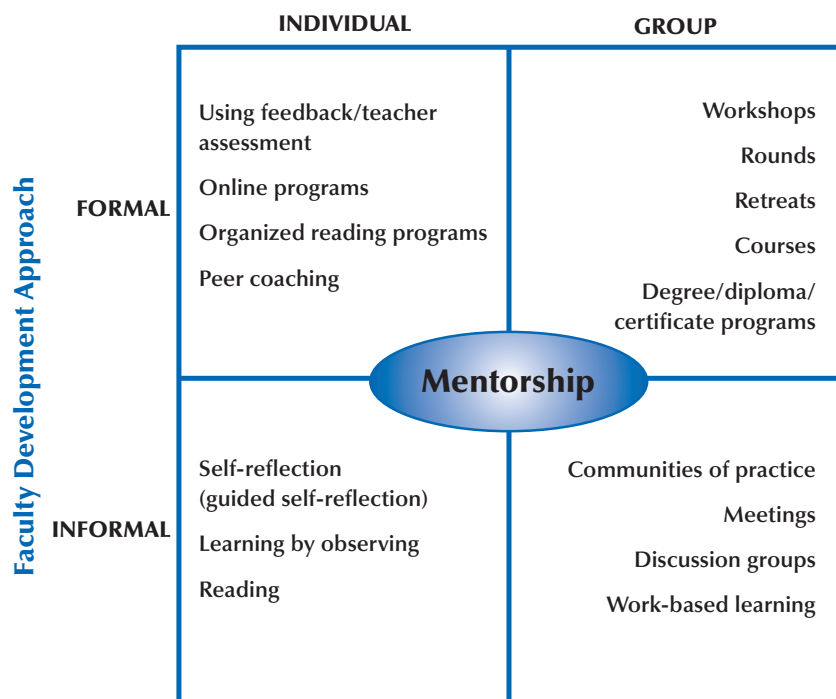 INDIVIDUAL
GROUP
Faculty Development Approach
FORMAL
Using feedback/teacher
assessment
Online programs
Organized reading programs
Peer coaching
Workshops
Rounds
Retreats
Courses
Degree/diploma/
certificate programs
Mentorship
INFORMAL
Self-reflection
(guided self-reflection)
Learning by observing
Reading
Communities of practice
Meetings
Discussion groups
Work-based learning